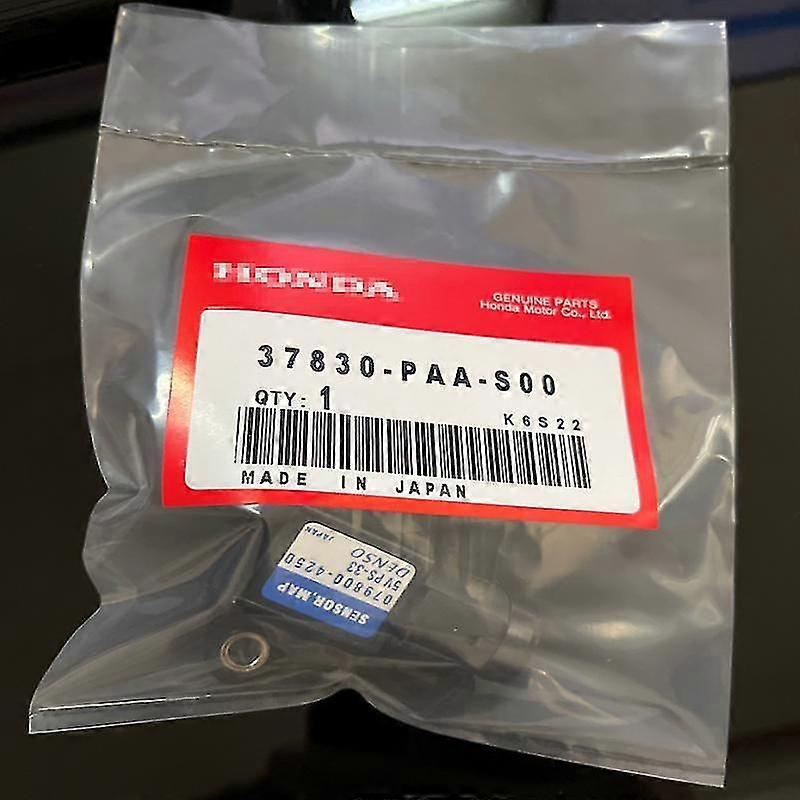 HONDA
GENUINE PARTS
Honda Motor Co., Ltd.
37830-PAA-S00
QTY: 1
K6S22
MADE IN JAPAN
SENSOR,MAP
079800-4250
5YPS-33
DENSO
JAPAN